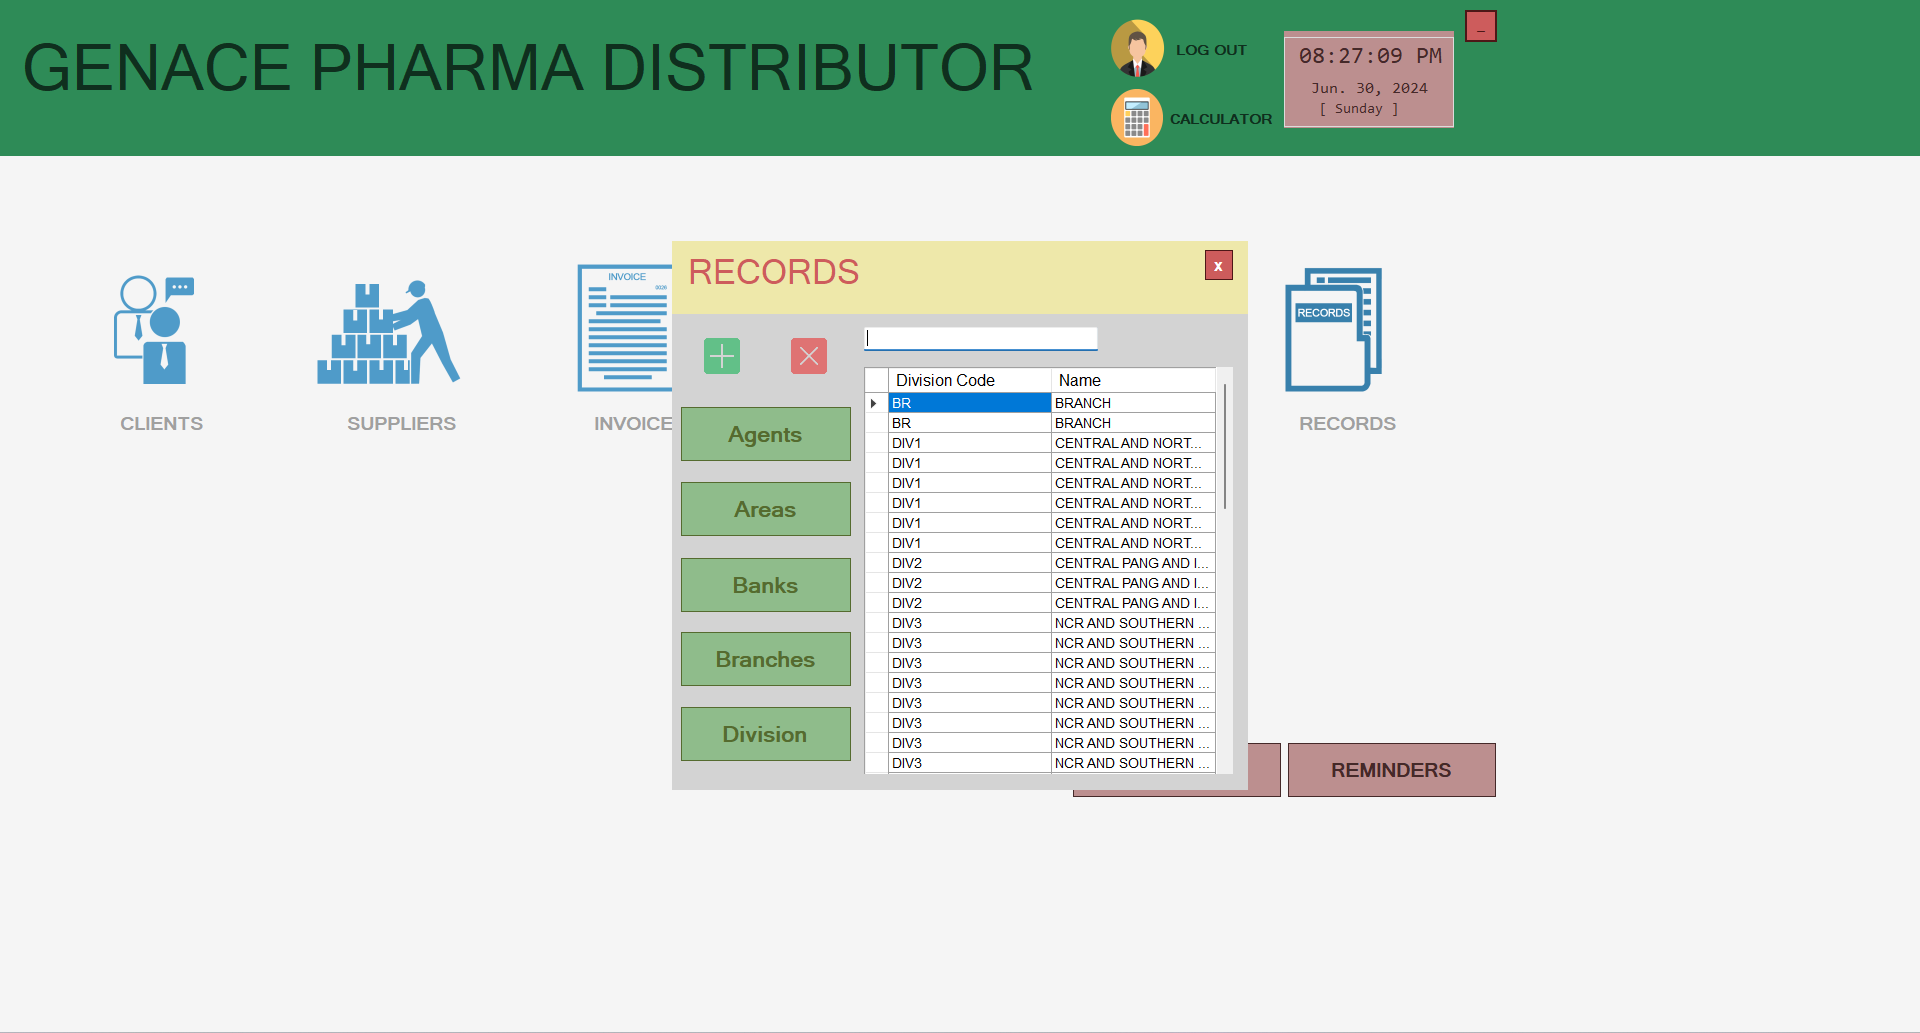 GENACE PHARMA DISTRIBUTOR
LOG OUT
CALCULATOR
08:27:09 PM
Jun. 30, 2024
[ Sunday ]
_
CLIENTS
SUPPLIERS
INVOICE
0026
INVOICE
RECORDS
RECORDS
RECORDS
x
Agents
Areas
Banks
Branches
Division
Division Code Name
BR BRANCH
BR BRANCH
DIV1 CENTRAL AND NORT...
DIV1 CENTRAL AND NORT...
DIV1 CENTRAL AND NORT...
DIV1 CENTRAL AND NORT...
DIV1 CENTRAL AND NORT...
DIV1 CENTRAL AND NORT...
DIV2 CENTRAL PANG AND I...
DIV2 CENTRAL PANG AND I...
DIV2 CENTRAL PANG AND I...
DIV3 NCR AND SOUTHERN ...
DIV3 NCR AND SOUTHERN ...
DIV3 NCR AND SOUTHERN ...
DIV3 NCR AND SOUTHERN ...
DIV3 NCR AND SOUTHERN ...
DIV3 NCR AND SOUTHERN ...
DIV3 NCR AND SOUTHERN ...
DIV3 NCR AND SOUTHERN ...
REMINDERS